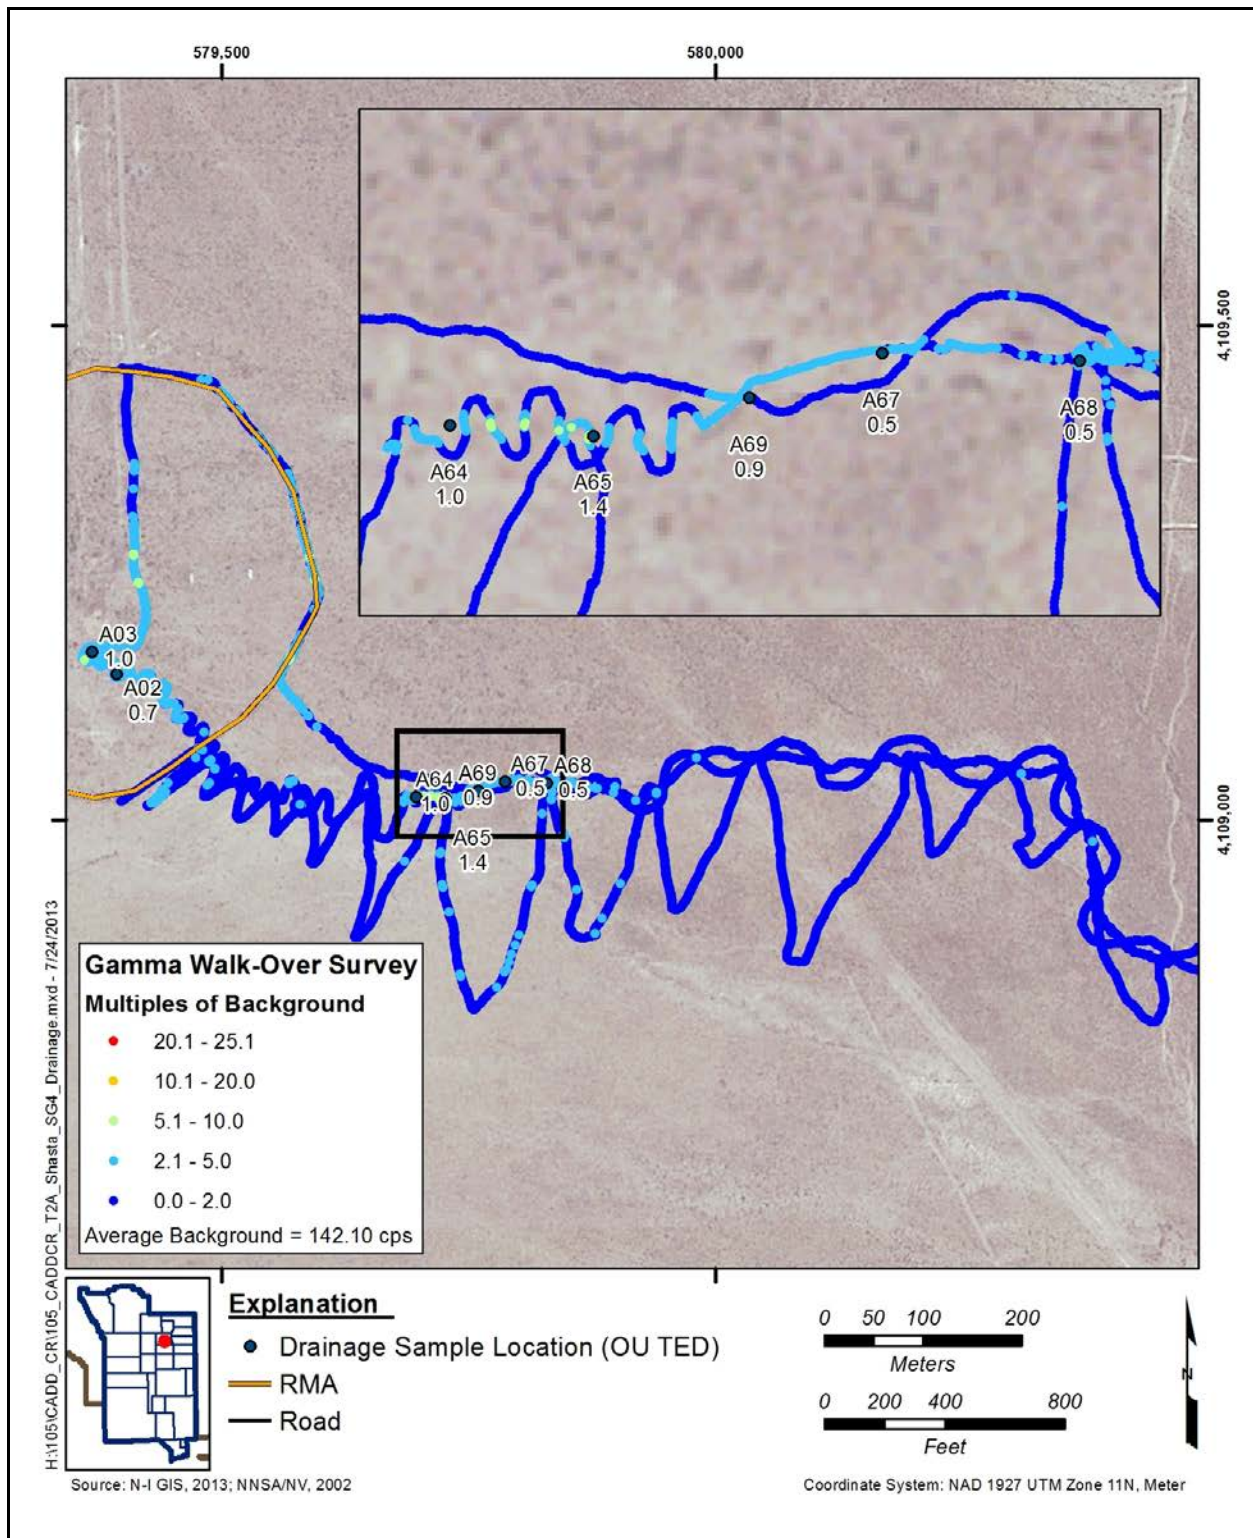 579,500
580,000
4,109,500
4,109,000
A64
1.0
A65
1.4
A69
0.9
A67
0.5
A68
0.5
A03
1.0
A02
0.7
A64
1.0
A69
0.9
A67
0.5
A68
0.5
A65
1.4
Gamma Walk-Over Survey
Multiples of Background
20.1 - 25.1
10.1 - 20.0
5.1 - 10.0
2.1 - 5.0
0.0 - 2.0
Average Background = 142.10 cps
H:\105\CADD_CR\105_CADDCR_T2A_Shasta_SG4_Drainage.mxd - 7/24/2013
Explanation
Drainage Sample Location (OU TED)
RMA
Road
0 50 100 200
Meters
0 200 400 800
Feet
N
Source: N-I GIS, 2013; NNSA/NV, 2002
Coordinate System: NAD 1927 UTM Zone 11N, Meter